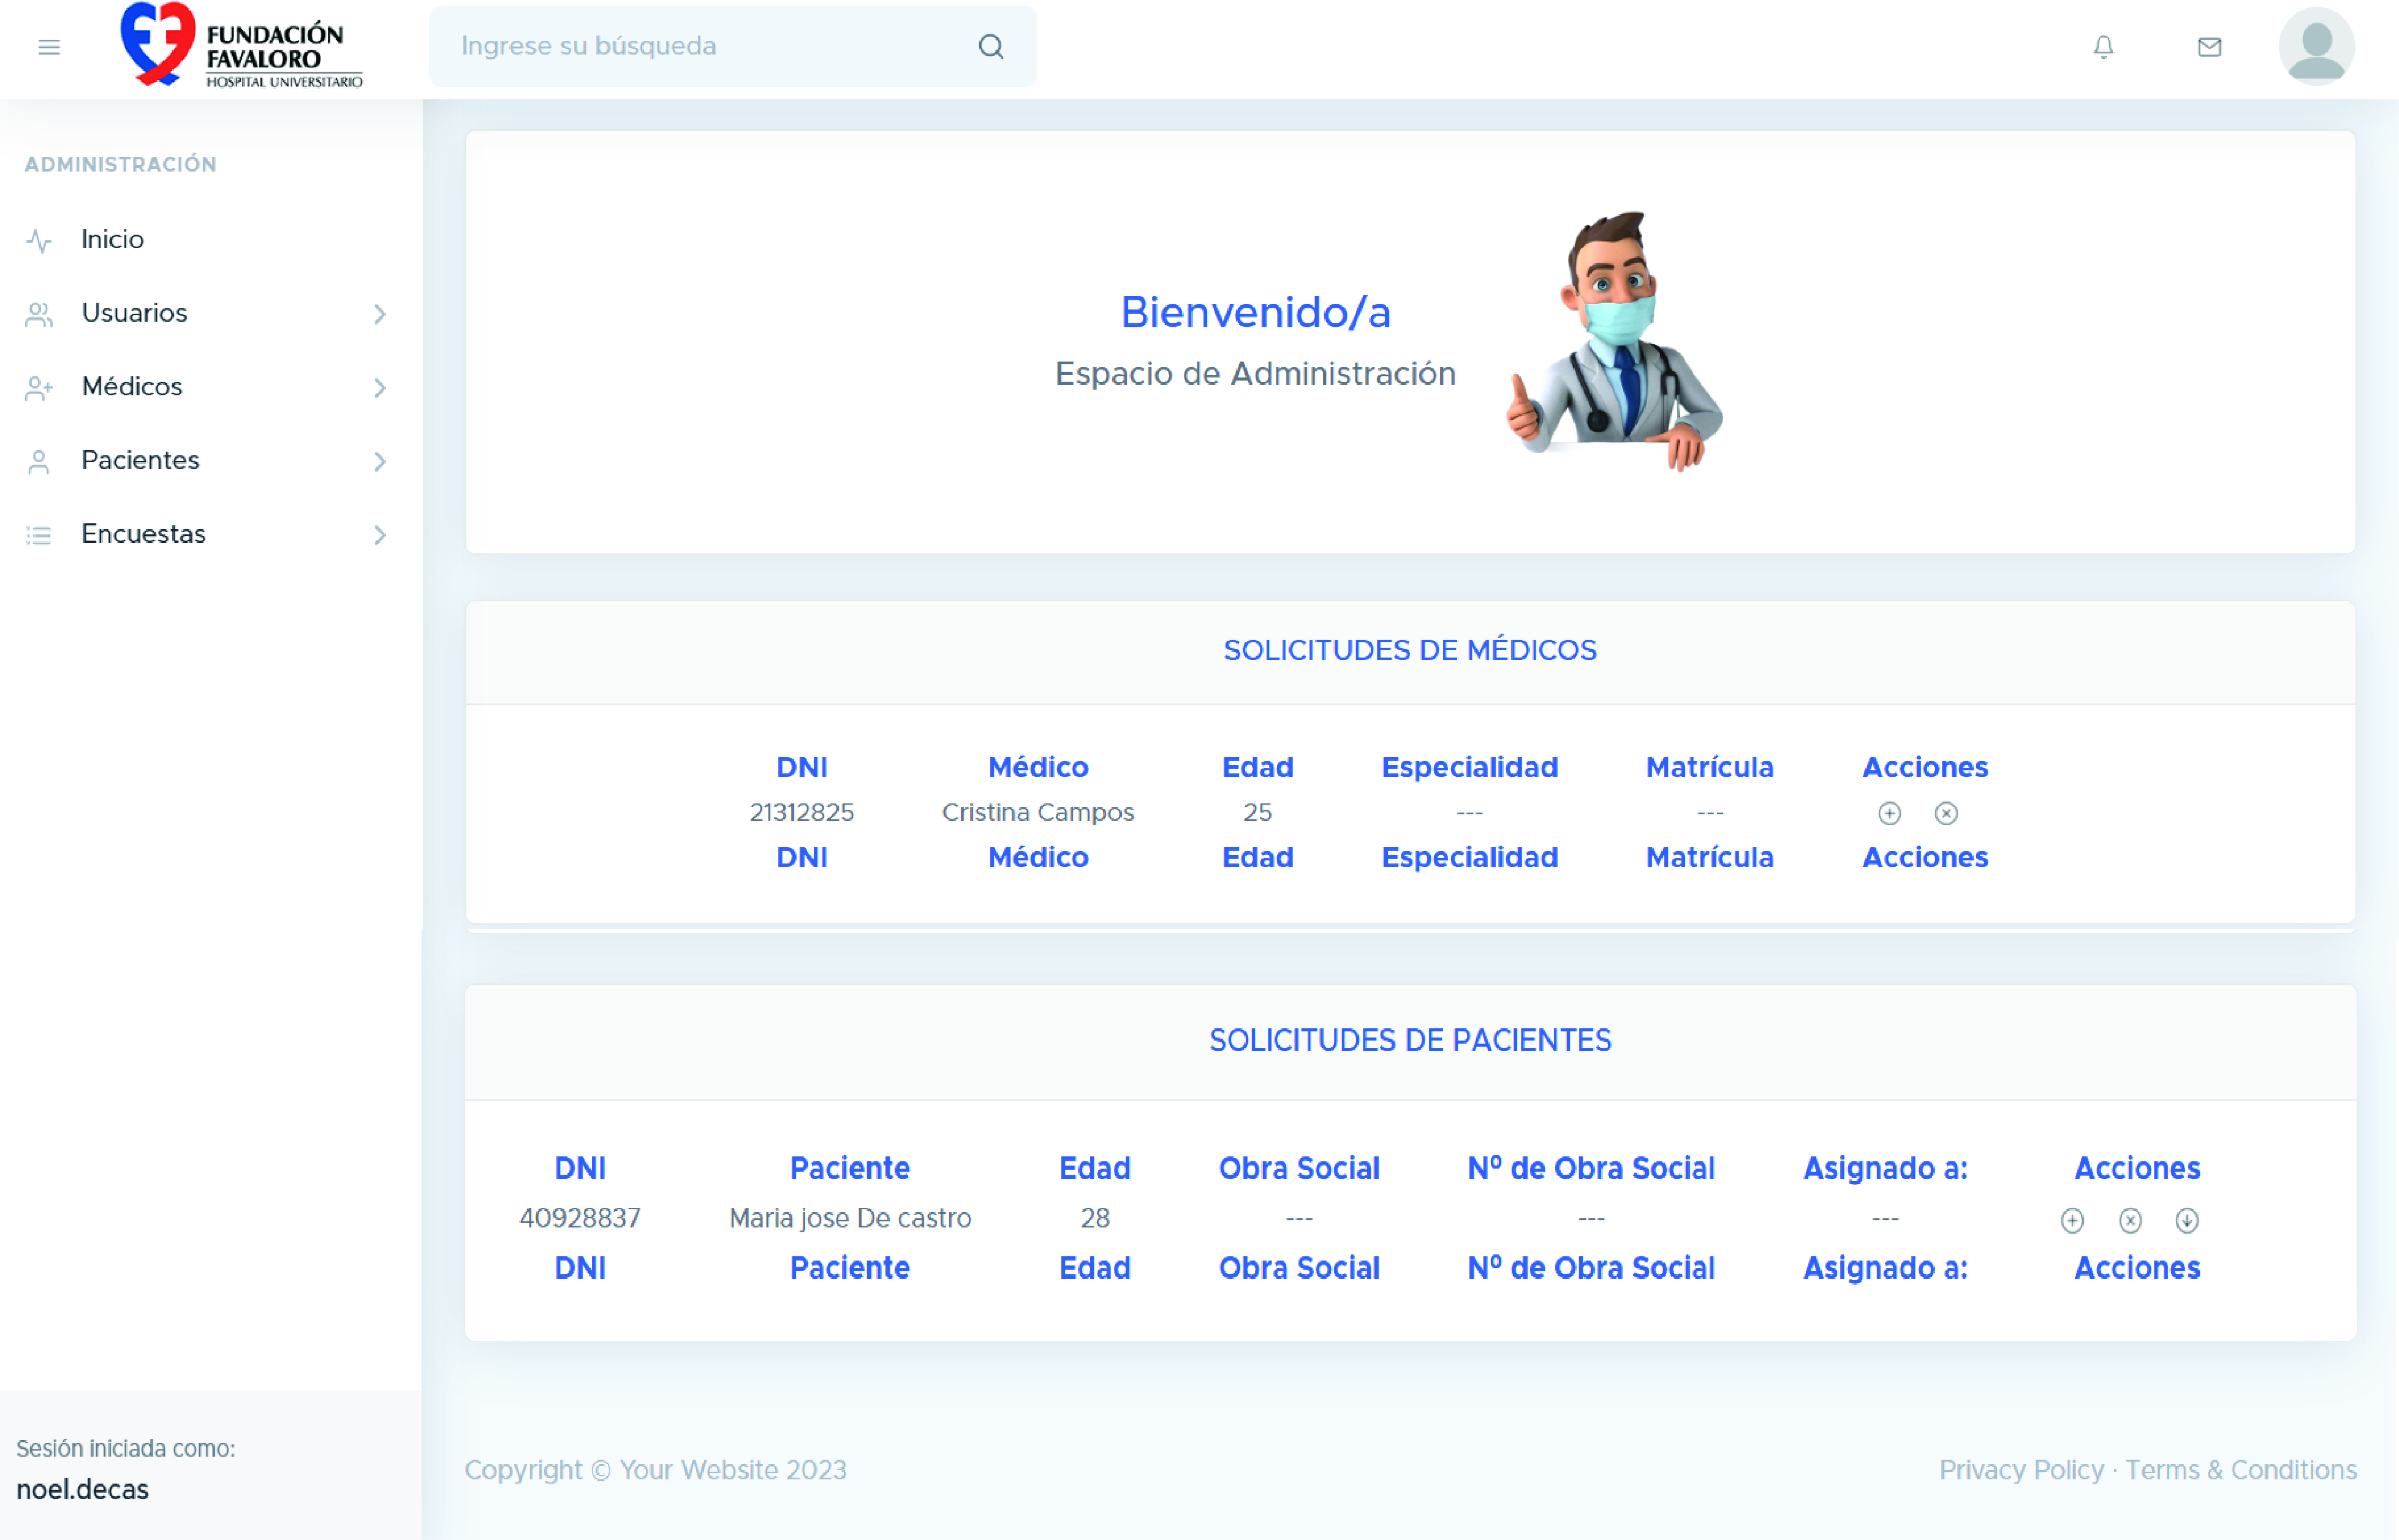 FUNDACIÓN
FAVALORO
HOSPITAL UNIVERSITARIO
Ingrese su búsqueda
ADMINISTRACIÓN
Inicio
Usuarios
Médicos
Pacientes
Encuestas
Bienvenido/a
Espacio de Administración
SOLICITUDES DE MÉDICOS
DNI Médico Edad Especialidad Matrícula Acciones
21312825 Cristina Campos 25 --- ---
DNI Médico Edad Especialidad Matrícula Acciones
SOLICITUDES DE PACIENTES
DNI Paciente Edad Obra Social Nº de Obra Social Asignado a: Acciones
40928837 Maria jose De castro 28 --- --- ---
DNI Paciente Edad Obra Social Nº de Obra Social Asignado a: Acciones
Sesión iniciada como:
noel.decas
Copyright © Your Website 2023
Privacy Policy · Terms & Conditions